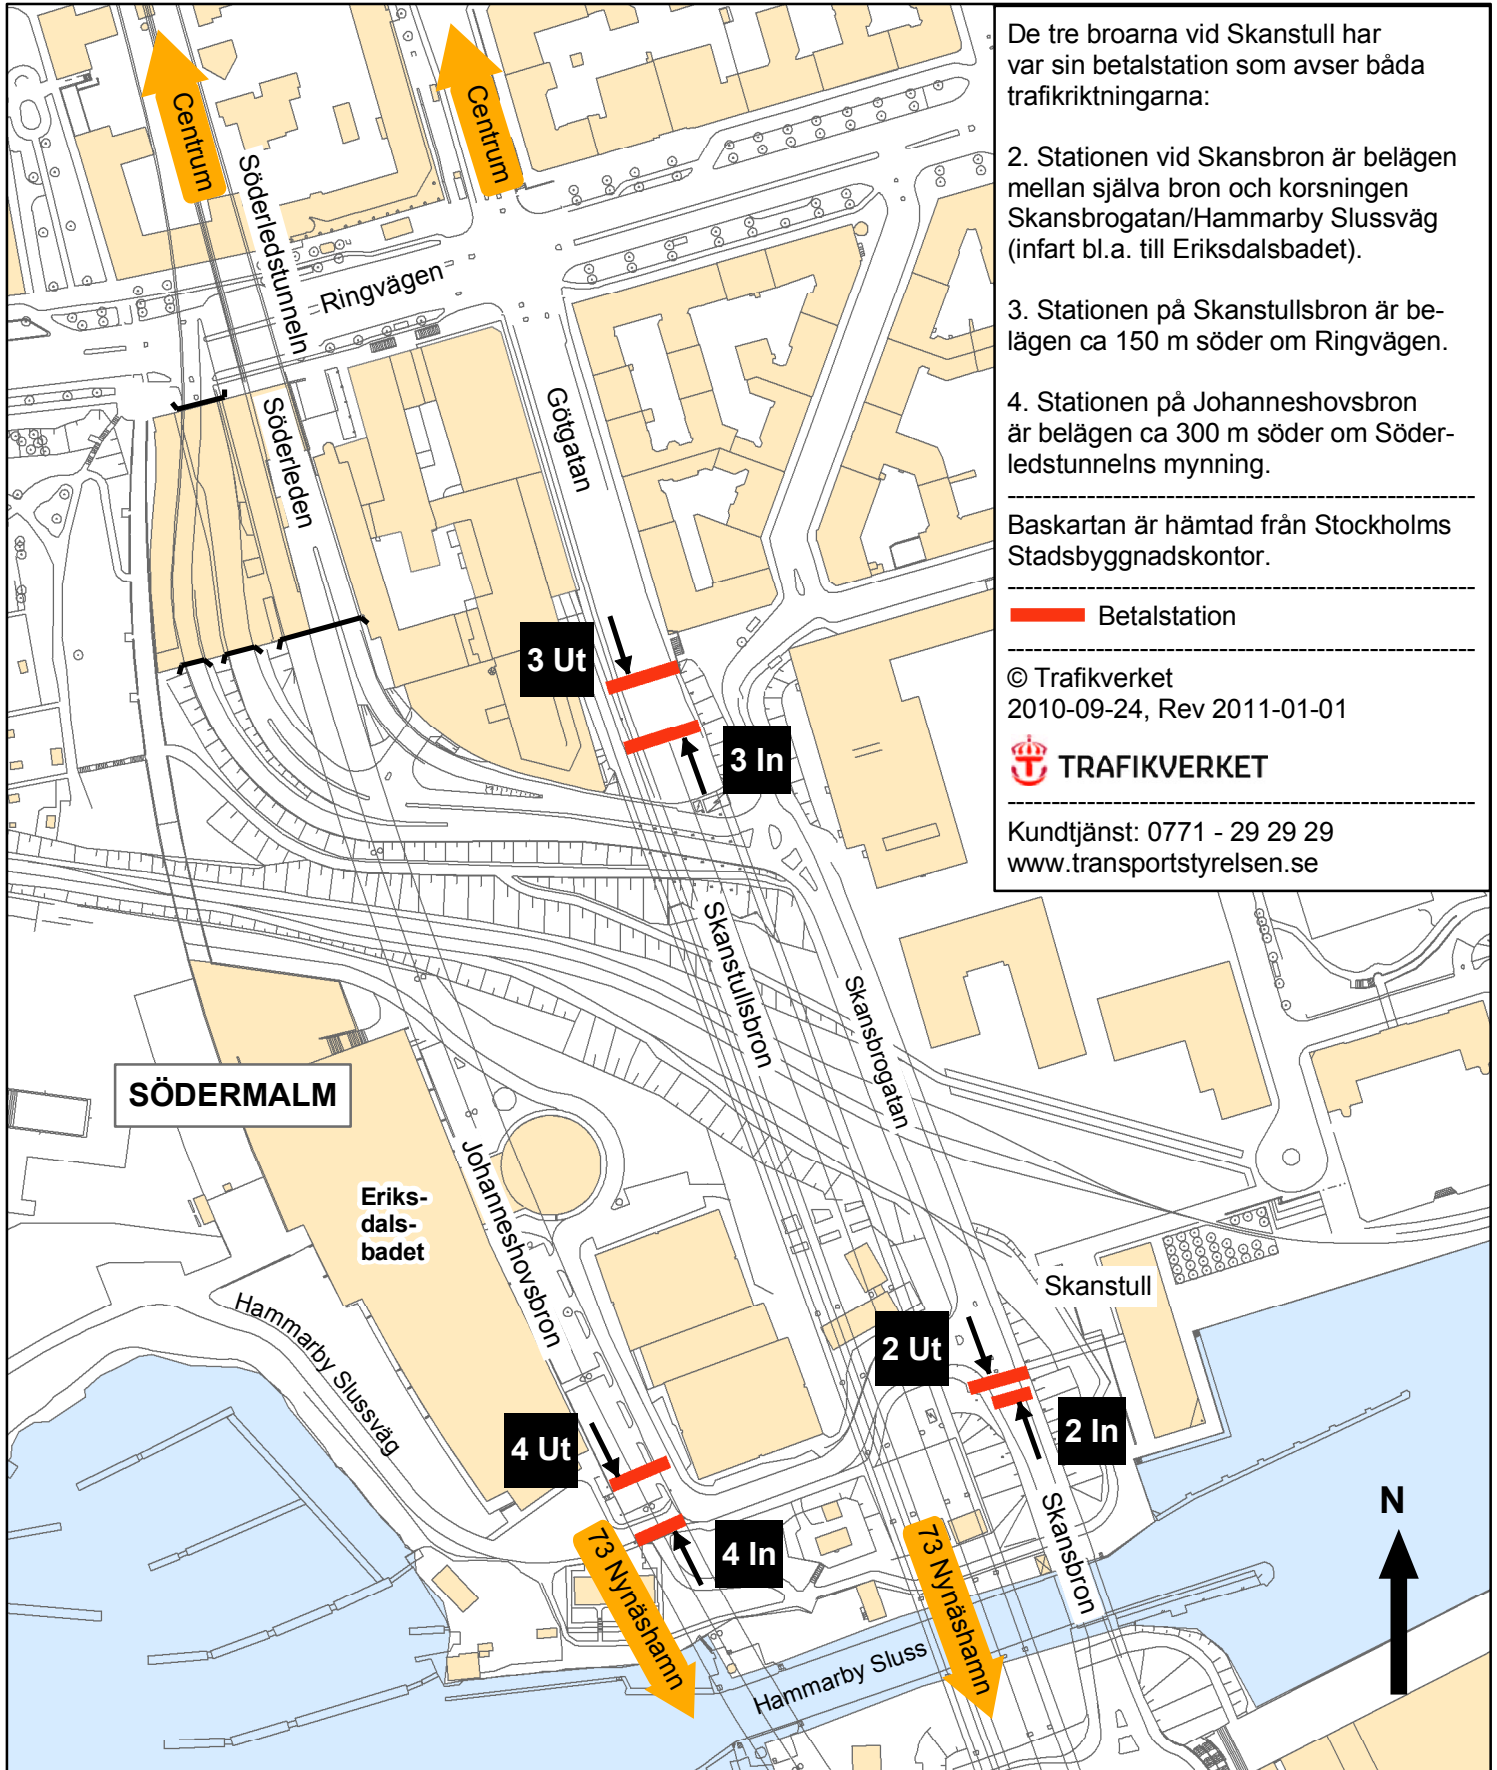 De tre broarna vid Skanstull har
var sin betalstation som avser båda
trafikriktningarna:
2. Stationen vid Skansbron är belägen
mellan själva bron och korsningen
Skansbrogatan/Hammarby Slussväg
(infart bl.a. till Eriksdalsbadet).
3. Stationen på Skanstullsbron är be-
lägen ca 150 m söder om Ringvägen.
4. Stationen på Johanneshovsbron
är belägen ca 300 m söder om Söder-
ledstunnelns mynning.
Baskartan är hämtad från Stockholms
Stadsbyggnadskontor.
Betalstation
© Trafikverket
2010-09-24, Rev 2011-01-01
TRAFIKVERKET
Kundtjänst: 0771 - 29 29 29
www.transportstyrelsen.se
Centrum
Centrum
Söderledstunneln
Ringvägen
Söderleden
Götgatan
3 Ut
3 In
Skanstullsbron
Skansbrogatan
SÖDERMALM
Johanneshovsbron
Eriks-
dals-
badet
Hammarby Slussväg
Skanstull
2 Ut
2 In
4 Ut
4 In
Skansbron
73 Nynäshamn
73 Nynäshamn
Hammarby Sluss
N